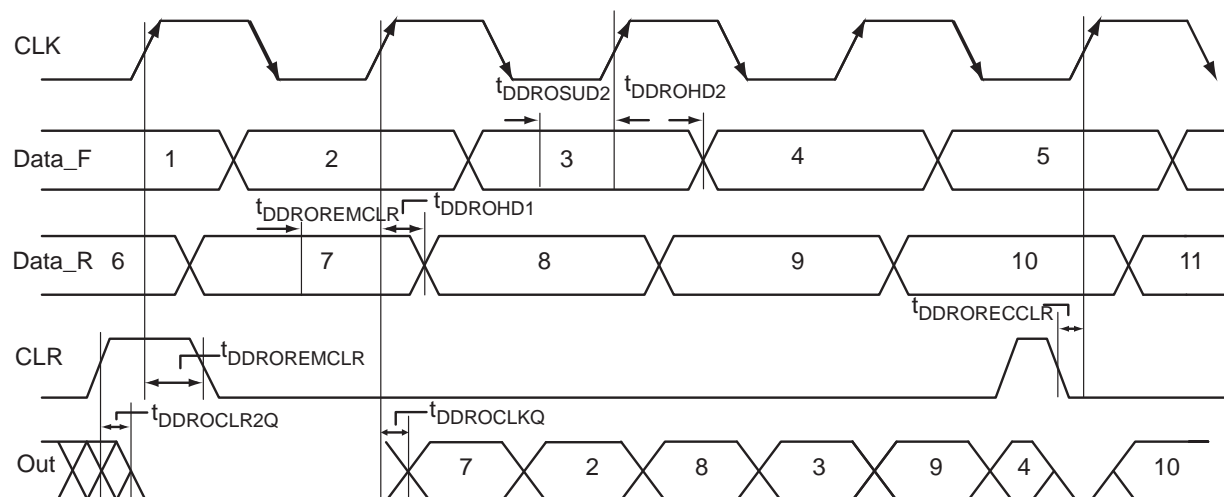 CLK
tDDROSUD2 tDDROHD2
Data_F 1 2 3 4 5
tDDROREMCLR tDDROHD1
Data_R 6 7 8 9 10 11
tDDRORECCLR
CLR tDDROREMCLR
tDDROCLR2Q tDDROCLKQ
Out 7 2 8 3 9 4 10